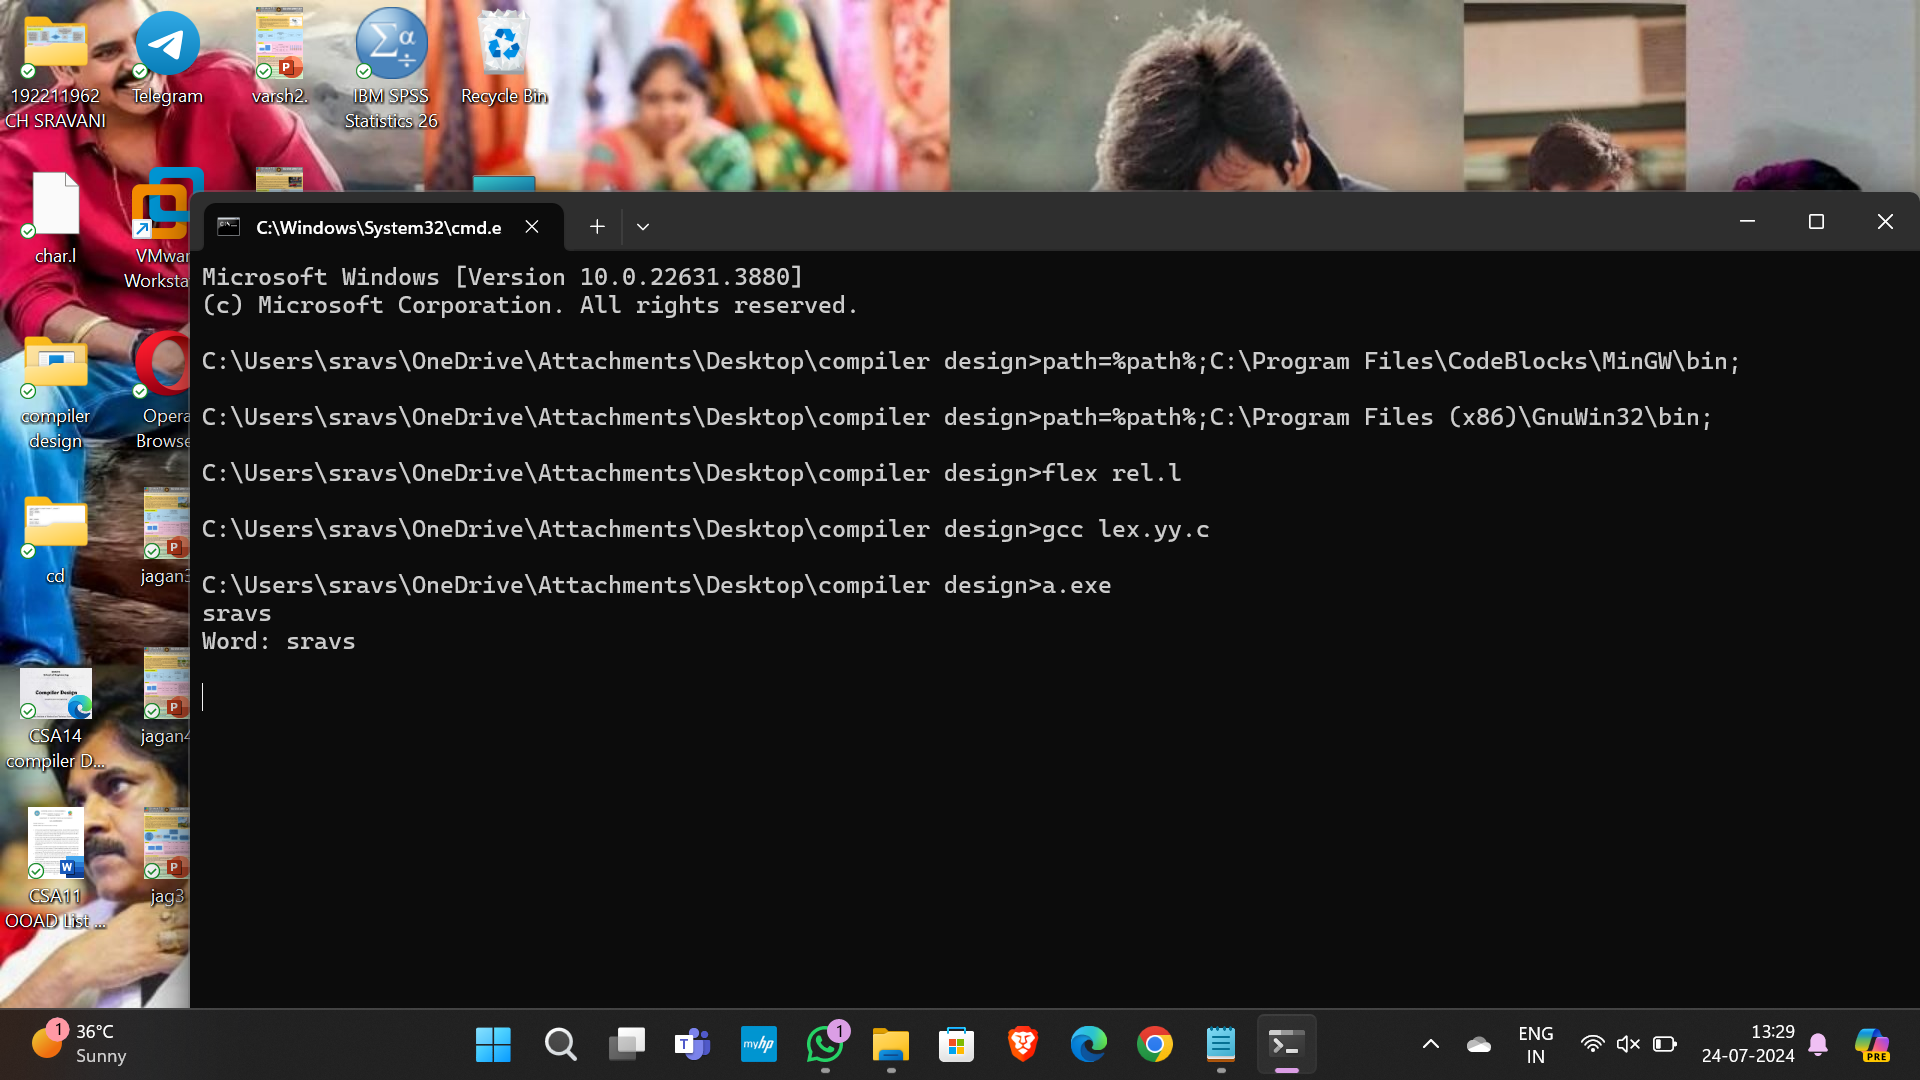 192211962
CH SRAVANI
Telegram
varsh2.
IBM SPSS
Statistics 26
Recycle Bin
char.l
VMwar
Worksta
compiler
design
Opera
Browse
cd
jagan3
CSA14
compiler D...
jagan4
CSA11
OOAD List ...
jag3
C:\Windows\System32\cmd.e
Microsoft Windows [Version 10.0.22631.3880]
(c) Microsoft Corporation. All rights reserved.
C:\Users\sravs\OneDrive\Attachments\Desktop\compiler design>path=%path%;C:\Program Files\CodeBlocks\MinGW\bin;
C:\Users\sravs\OneDrive\Attachments\Desktop\compiler design>path=%path%;C:\Program Files (x86)\GnuWin32\bin;
C:\Users\sravs\OneDrive\Attachments\Desktop\compiler design>flex rel.l
C:\Users\sravs\OneDrive\Attachments\Desktop\compiler design>gcc lex.yy.c
C:\Users\sravs\OneDrive\Attachments\Desktop\compiler design>a.exe
sravs
Word: sravs
1
36°C
Sunny
myhp
1
ENG
IN
13:29
24-07-2024
PRE